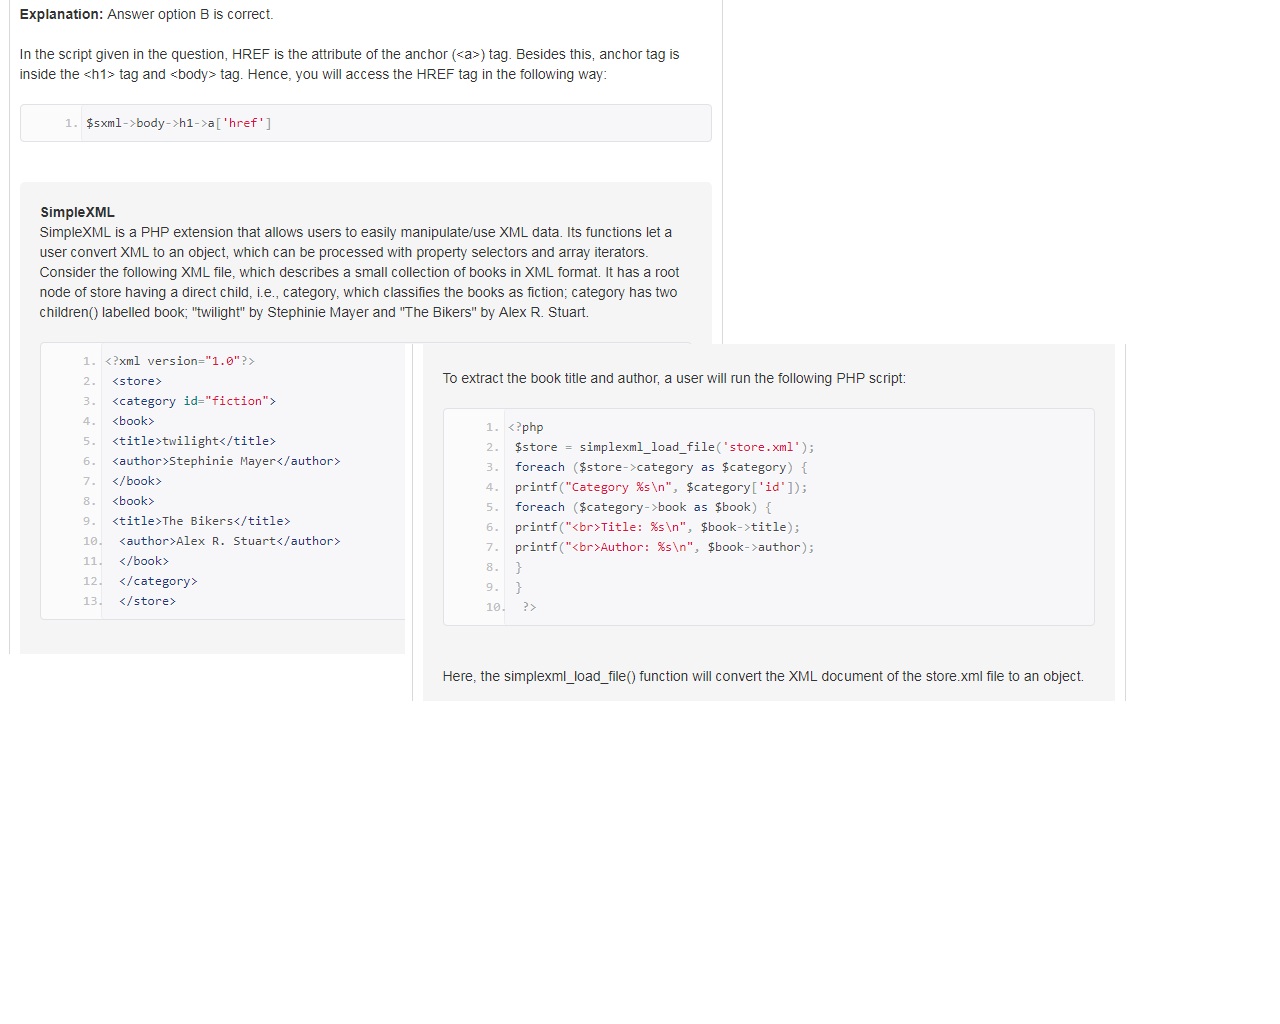 Explanation: Answer option B is correct.
In the script given in the question, HREF is the attribute of the anchor (<a>) tag. Besides this, anchor tag is
inside the <h1> tag and <body> tag. Hence, you will access the HREF tag in the following way:
1. $sxml->body->h1->a['href']
SimpleXML
SimpleXML is a PHP extension that allows users to easily manipulate/use XML data. Its functions let a
user convert XML to an object, which can be processed with property selectors and array iterators.
Consider the following XML file, which describes a small collection of books in XML format. It has a root
node of store having a direct child, i.e., category, which classifies the books as fiction; category has two
children() labelled book; "twilight" by Stephinie Mayer and "The Bikers" by Alex R. Stuart.
1. <?xml version="1.0"?>
2. <store>
3. <category id="fiction">
4. <book>
5. <title>twilight</title>
6. <author>Stephinie Mayer</author>
7. </book>
8. <book>
9. <title>The Bikers</title>
10. <author>Alex R. Stuart</author>
11. </book>
12. </category>
13. </store>
To extract the book title and author, a user will run the following PHP script:
1. <?php
2. $store = simplexml_load_file('store.xml');
3. foreach ($store->category as $category) {
4. printf("Category %s\n", $category['id']);
5. foreach ($category->book as $book) {
6. printf("<br>Title: %s\n", $book->title);
7. printf("<br>Author: %s\n", $book->author);
8. }
9. }
10. ?>
Here, the simplexml_load_file() function will convert the XML document of the store.xml file to an object.